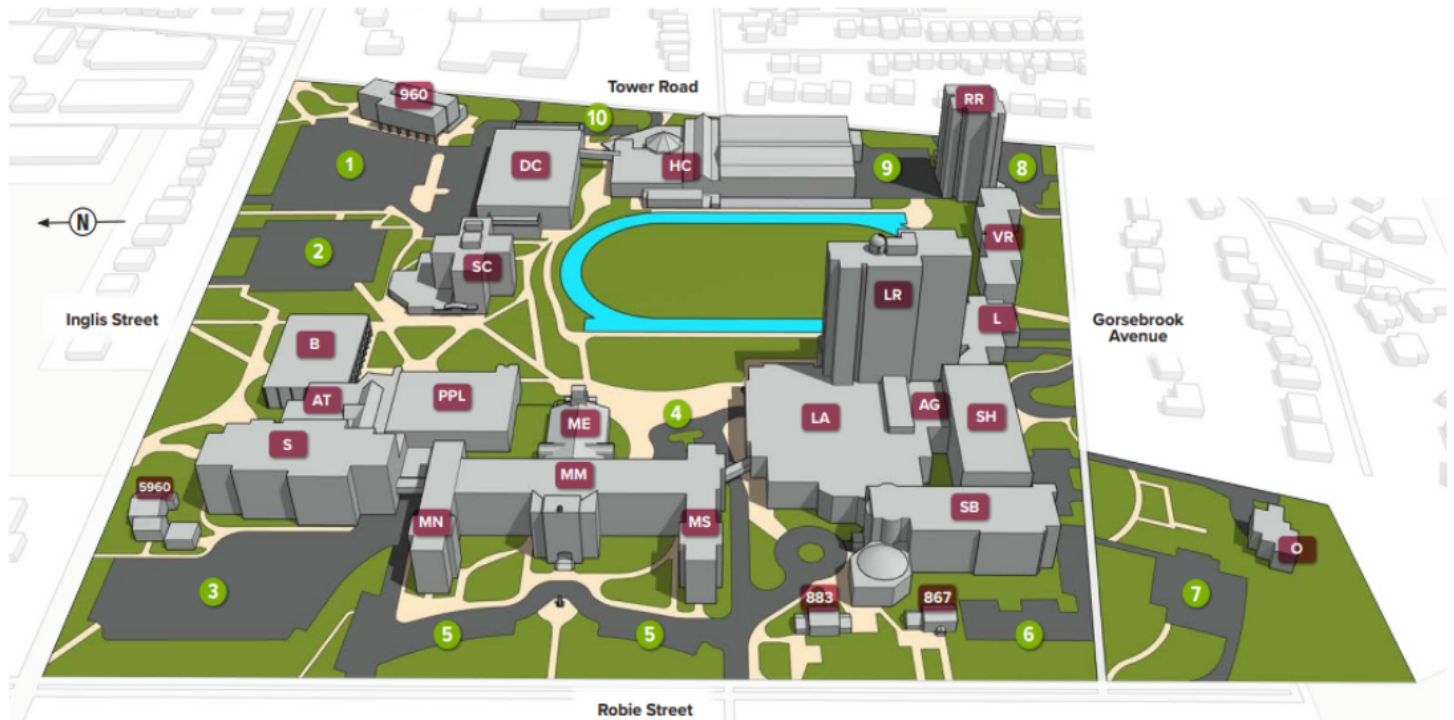 Tower Road
960
RR
10
DC
HC
9
8
1
N
2
SC
VR
LR
Inglis Street
L
Gorsebrook
Avenue
B
AT
PPL
4
AG
LA
SH
ME
S
MM
5960
MN
MS
SB
O
3
883
867
7
5
5
6
Robie Street